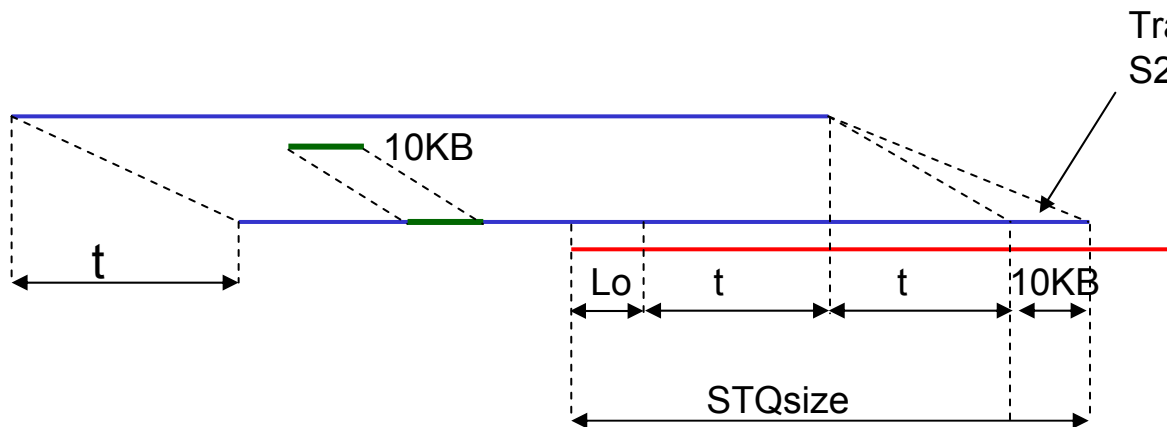 Tra
S2
10KB
t
Lo t t 10KB
STQsize